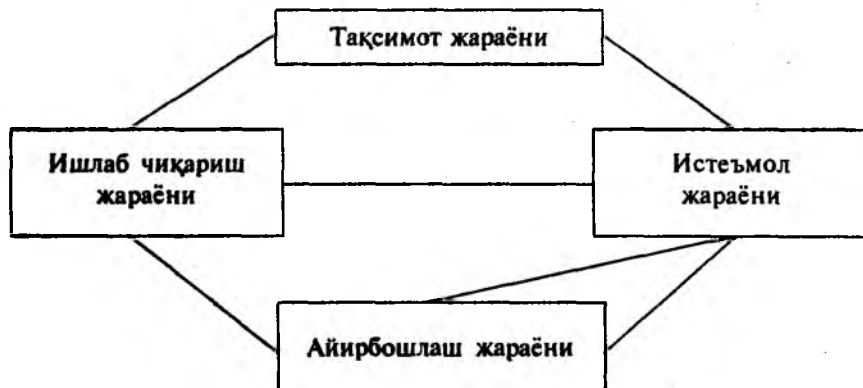 Тақсимот жараёни
Ишлаб чиқариш
жараёни
Истеъмол
жараёни
Айирбошлаш жараёни